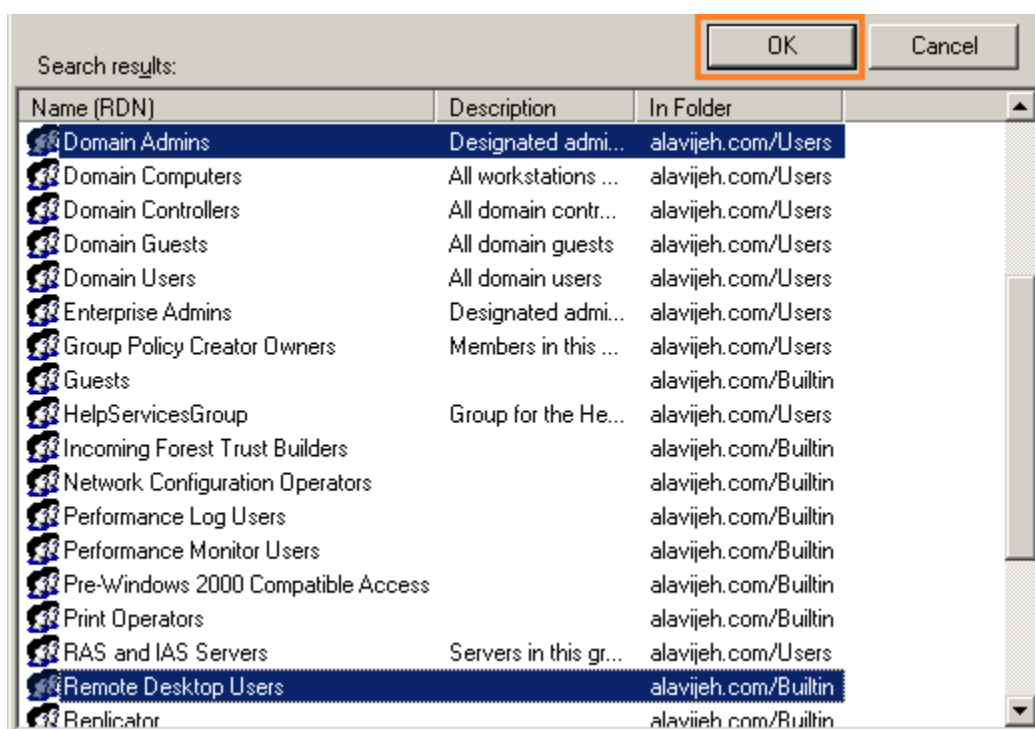 OK Cancel
Search results:
Name (RDN) Description In Folder
Domain Admins Designated admi... alavijeh.com/Users
Domain Computers All workstations ... alavijeh.com/Users
Domain Controllers All domain contr... alavijeh.com/Users
Domain Guests All domain guests alavijeh.com/Users
Domain Users All domain users alavijeh.com/Users
Enterprise Admins Designated admi... alavijeh.com/Users
Group Policy Creator Owners Members in this ... alavijeh.com/Users
Guests alavijeh.com/Builtin
HelpServicesGroup Group for the He... alavijeh.com/Users
Incoming Forest Trust Builders alavijeh.com/Builtin
Network Configuration Operators alavijeh.com/Builtin
Performance Log Users alavijeh.com/Builtin
Performance Monitor Users alavijeh.com/Builtin
Pre-Windows 2000 Compatible Access alavijeh.com/Builtin
Print Operators alavijeh.com/Builtin
RAS and IAS Servers Servers in this gr... alavijeh.com/Users
Remote Desktop Users alavijeh.com/Builtin
Replicator alavijeh.com/Builtin